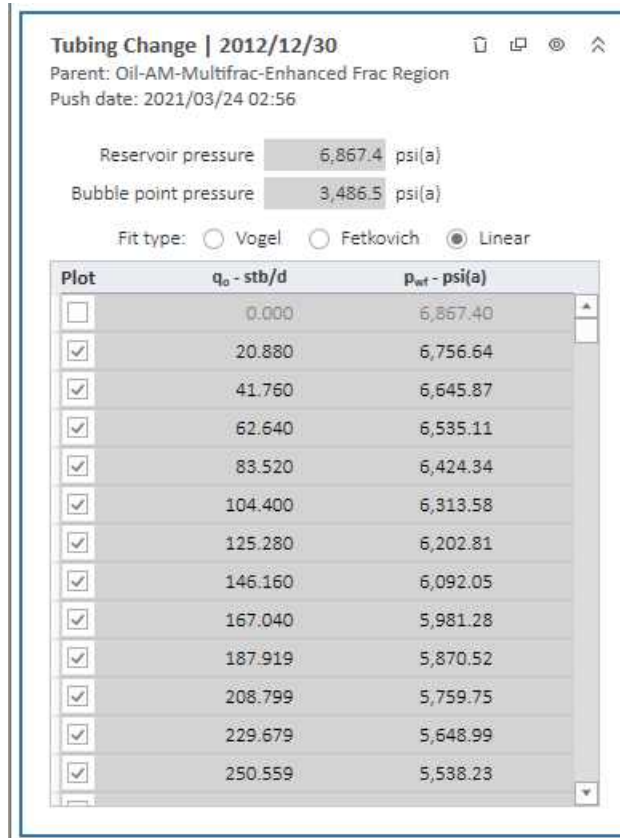 Tubing Change | 2012/12/30
Parent: Oil-AM-Multifrac-Enhanced Frac Region
Push date: 2021/03/24 02:56
Reservoir pressure 6,867.4 psi(a)
Bubble point pressure 3,486.5 psi(a)
Fit type: Vogel Fetkovich Linear
Plot qo - stb/d pwf - psi(a)
0.000 6,867.40
20.880 6,756.64
41.760 6,645.87
62.640 6,535.11
83.520 6,424.34
104.400 6,313.58
125.280 6,202.81
146.160 6,092.05
167.040 5,981.28
187.919 5,870.52
208.799 5,759.75
229.679 5,648.99
250.559 5,538.23